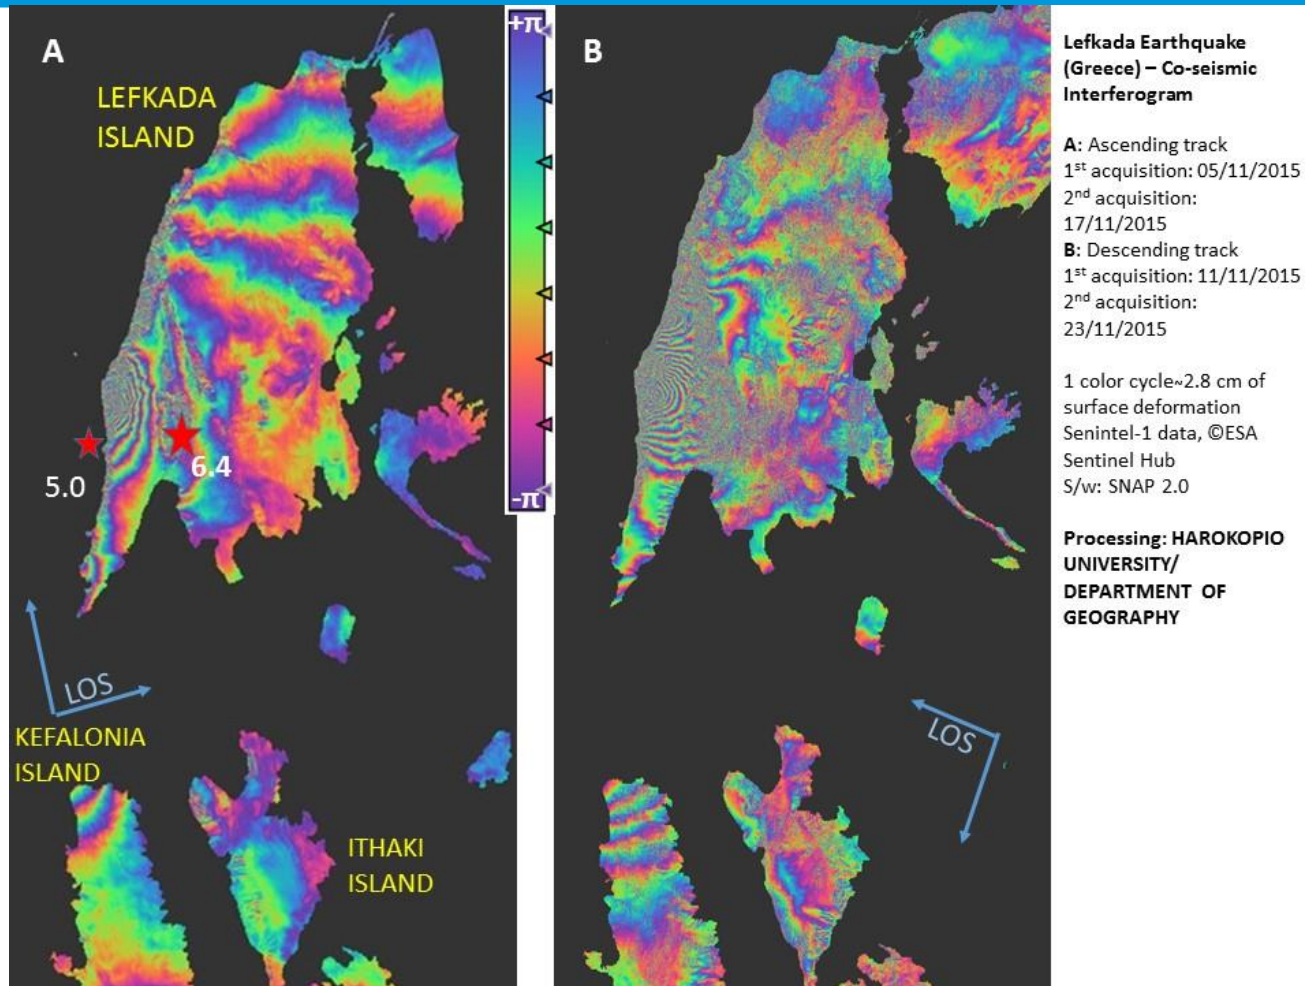 A
LEFKADA
ISLAND
5.0
6.4
LOS
KEFALONIA
ISLAND
ITHAKI
ISLAND
+π
-π
B
LOS
Lefkada Earthquake
(Greece) – Co-seismic
Interferogram
A: Ascending track
1st acquisition: 05/11/2015
2nd acquisition:
17/11/2015
B: Descending track
1st acquisition: 11/11/2015
2nd acquisition:
23/11/2015
1 color cycle~2.8 cm of
surface deformation
Senintel-1 data, ©ESA
Sentinel Hub
S/w: SNAP 2.0
Processing: HAROKOPIO
UNIVERSITY/
DEPARTMENT OF
GEOGRAPHY